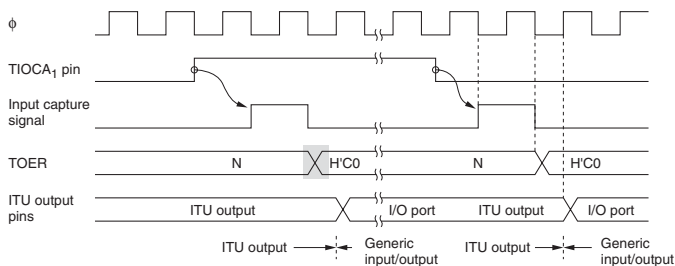 ϕ
TIOCA1 pin
Input capture
signal
TOER
N
H'C0
N
H'C0
ITU output
pins
ITU output
I/O port
ITU output
I/O port
ITU output
Generic
input/output
ITU output
Generic
input/output